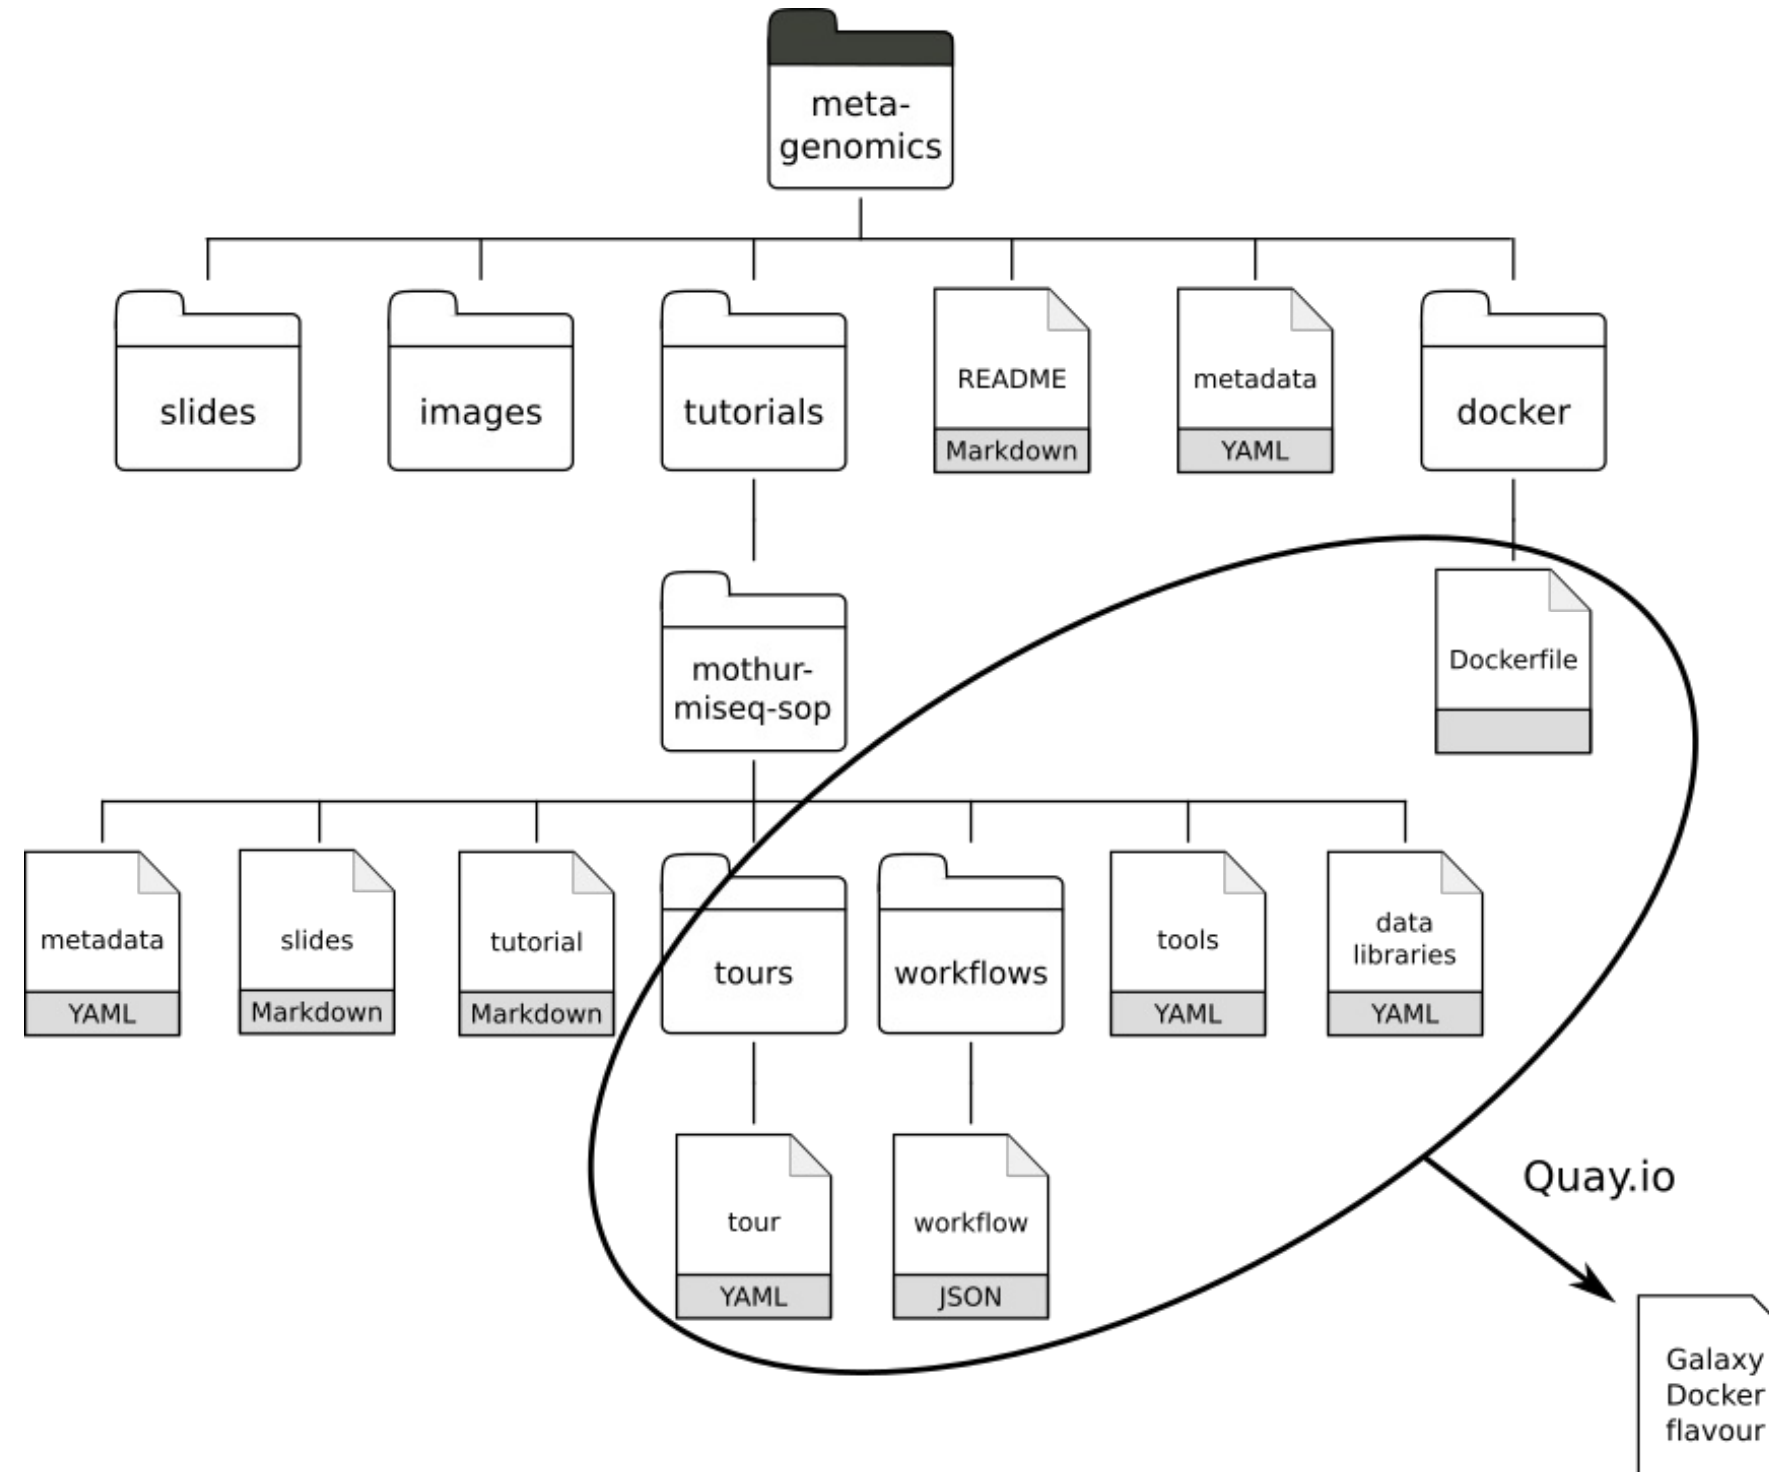 meta-
genomics
slides
images
tutorials
README
Markdown
metadata
YAML
docker
mothur-
miseq-sop
Dockerfile
metadata
YAML
slides
Markdown
tutorial
Markdown
tours
workflows
tools
YAML
data
libraries
YAML
tour
YAML
workflow
JSON
Quay.io
Galaxy
Docker
flavour